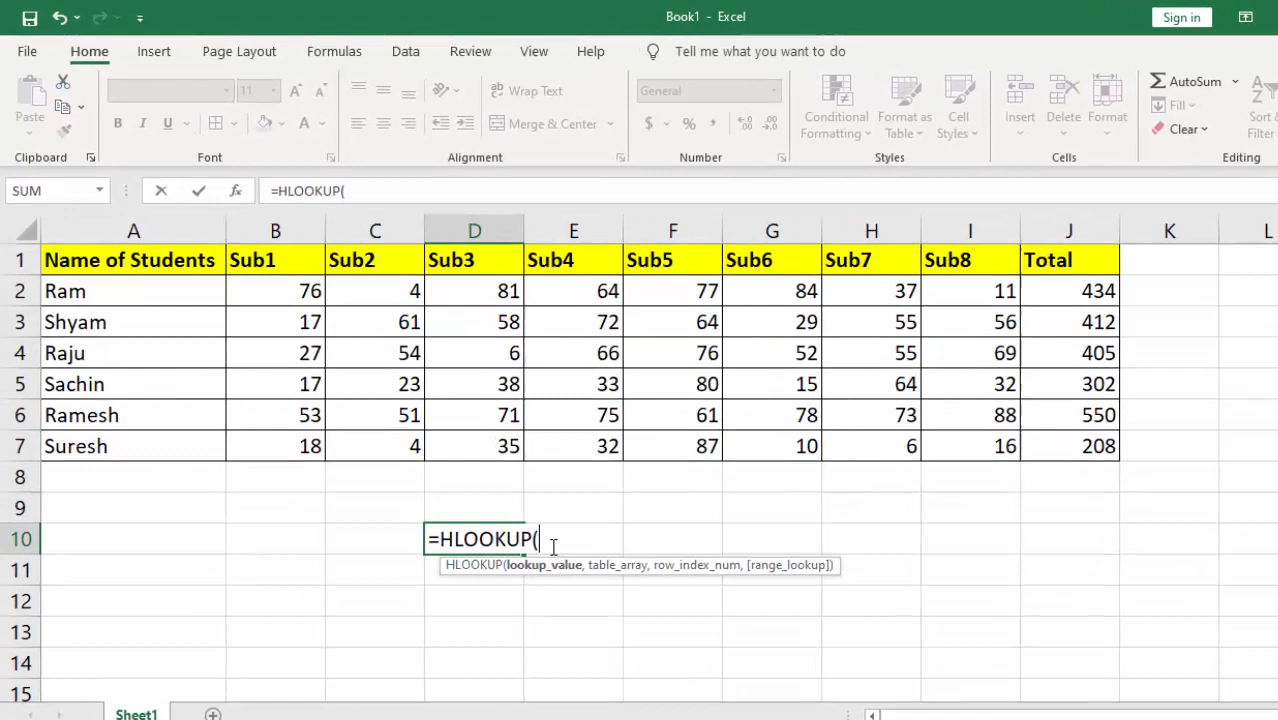 Book1 - Excel
Sign in
File Home Insert Page Layout Formulas Data Review View Help Tell me what you want to do
Paste
11
Wrap Text
General
Conditional Formatting
Format as Table
Cell Styles
Insert
Delete
Format
AutoSum
Fill
Sort &
Filter
B I U A
Merge & Center
$ % ,
Clear
Clipboard Font Alignment Number Styles Cells Editing
SUM fx =HLOOKUP(
A B C D E F G H I J K L
1 Name of Students Sub1 Sub2 Sub3 Sub4 Sub5 Sub6 Sub7 Sub8 Total
2 Ram 76 4 81 64 77 84 37 11 434
3 Shyam 17 61 58 72 64 29 55 56 412
4 Raju 27 54 6 66 76 52 55 69 405
5 Sachin 17 23 38 33 80 15 64 32 302
6 Ramesh 53 51 71 75 61 78 73 88 550
7 Suresh 18 4 35 32 87 10 6 16 208
8
9
10 =HLOOKUP(
HLOOKUP(lookup_value, table_array, row_index_num, [range_lookup])
11
12
13
14
15
Sheet1